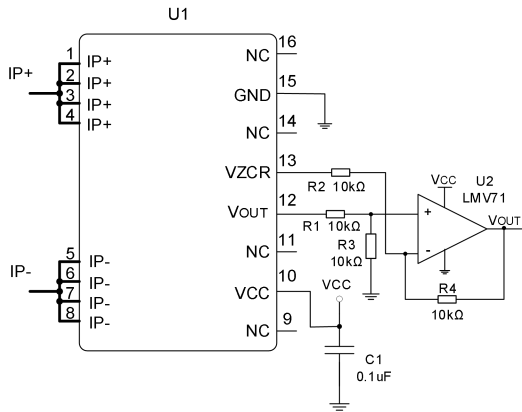 U1
16
NC
1
IP+
IP+
2
IP+
3
IP+
4
IP+
15
GND
14
NC
13
VZCR
R2 10kΩ
12
VOUT
R1 10kΩ
R3
10kΩ
VCC
U2
LMV71
+
-
VOUT
R4
10kΩ
11
NC
5
IP-
IP-
6
IP-
7
IP-
8
IP-
10
VCC
VCC
9
NC
C1
0.1uF